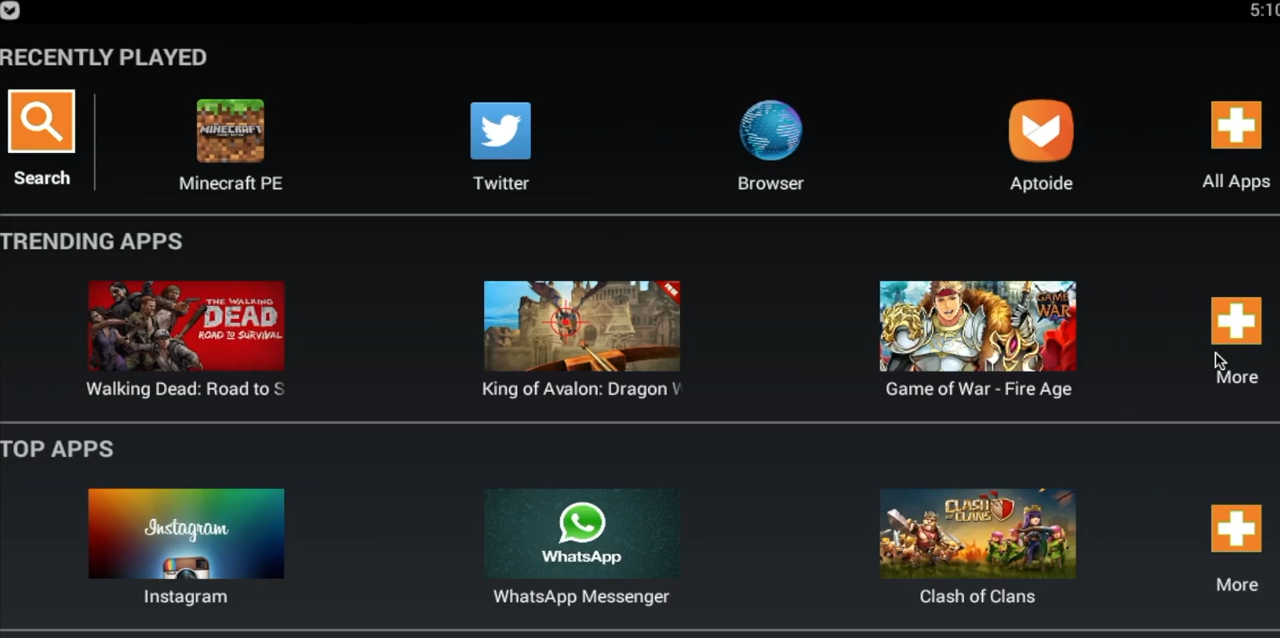 5:10
RECENTLY PLAYED
MINECRAFT
Search
Minecraft PE
Twitter
Browser
Aptoide
All Apps
TRENDING APPS
THE WALKING
DEAD
ROAD TO SURVIVAL
GAME
WAR
Walking Dead: Road to S
King of Avalon: Dragon W
Game of War - Fire Age
More
TOP APPS
Instagram
WhatsApp
CLASH OF CLANS
Instagram
WhatsApp Messenger
Clash of Clans
More